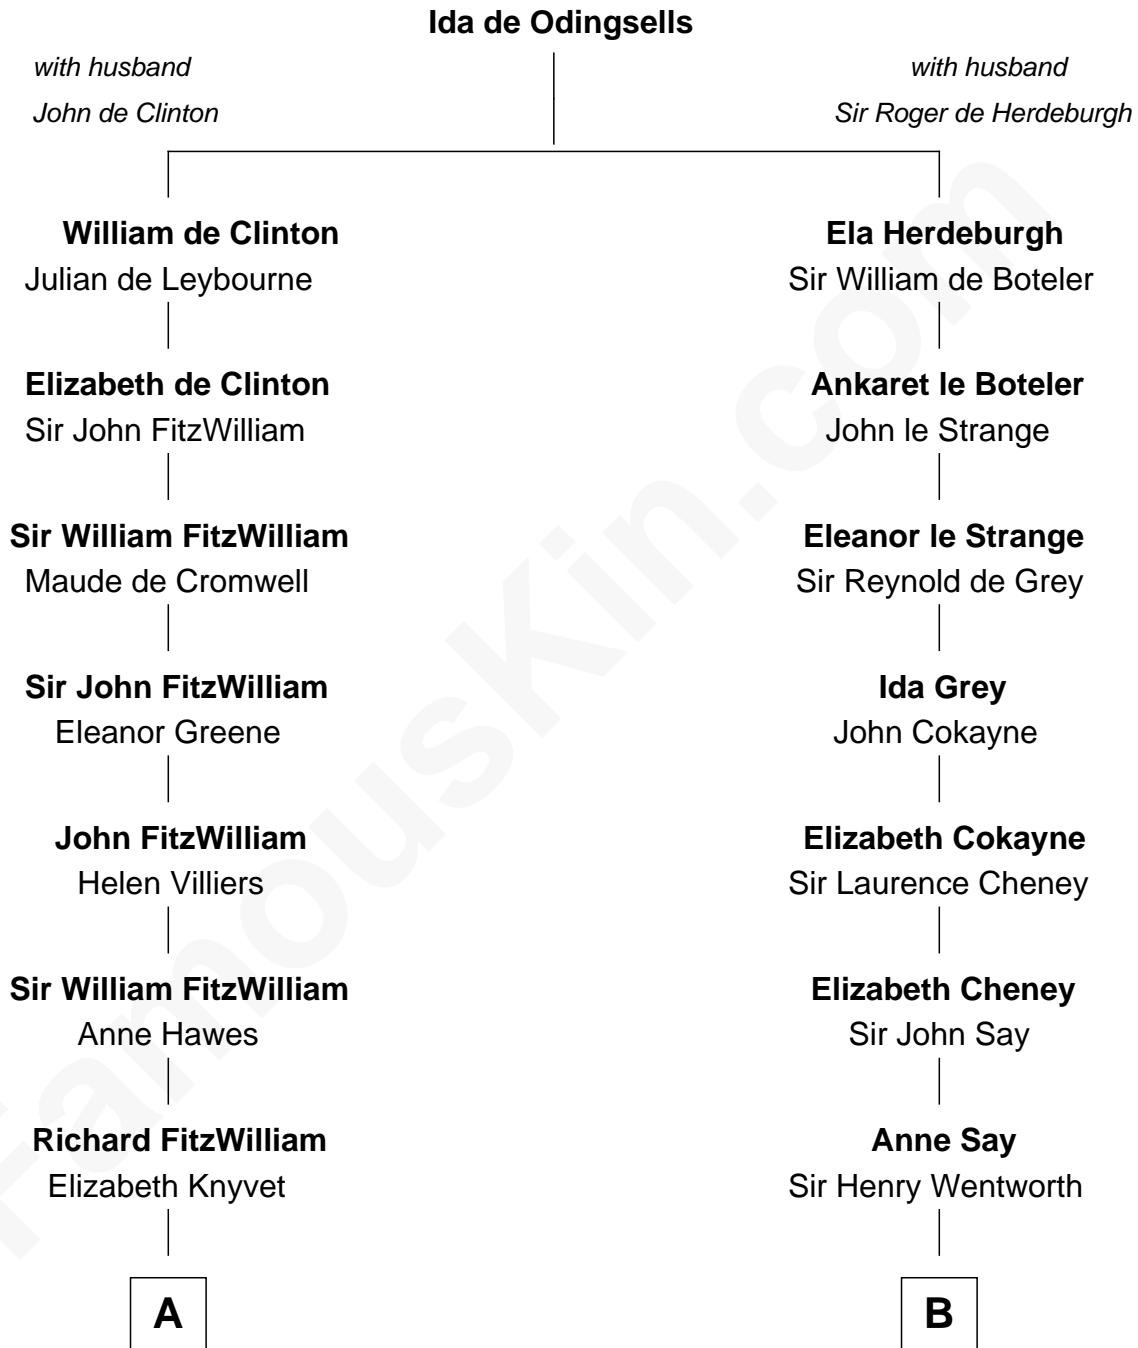 Ida de Odingsells
with husband
John de Clinton
with husband
Sir Roger de Herdeburgh
William de Clinton
Julian de Leybourne
Ela Herdeburgh
Sir William de Boteler
Elizabeth de Clinton
Sir John FitzWilliam
Ankaret le Boteler
John le Strange
Sir William FitzWilliam
Maude de Cromwell
Eleanor le Strange
Sir Reynold de Grey
Sir John FitzWilliam
Eleanor Greene
Ida Grey
John Cokayne
John FitzWilliam
Helen Villiers
Elizabeth Cokayne
Sir Laurence Cheney
Sir William FitzWilliam
Anne Hawes
Elizabeth Cheney
Sir John Say
Richard FitzWilliam
Elizabeth Knyvet
Anne Say
Sir Henry Wentworth
A
B
FamousKin.com